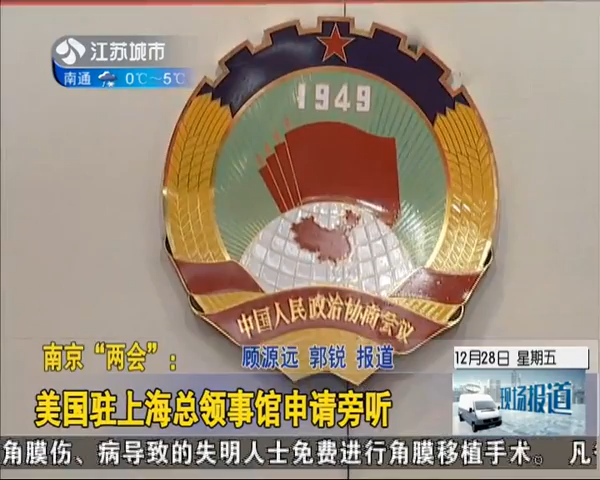 江苏城市
南通 0℃～5℃
1949
中国人民政治协商会议
南京“两会”： 顾源远 郭锐 报道
12月28日 星期五
美国驻上海总领事馆申请旁听
现场报道
角膜伤、病导致的失明人士免费进行角膜移植手术。 凡